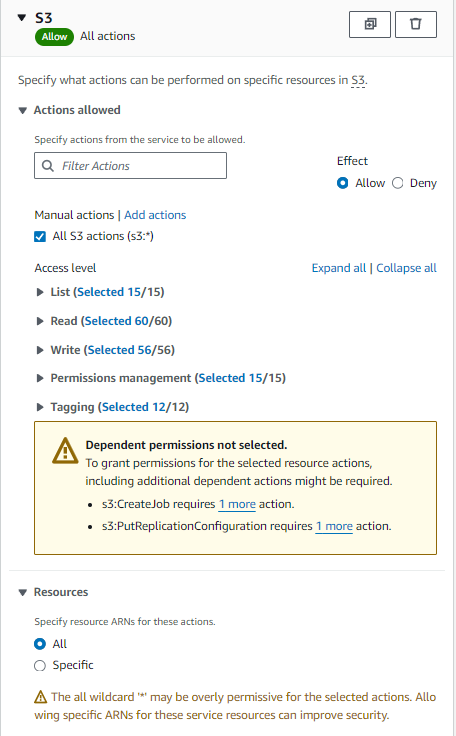 S3
Allow All actions
Specify what actions can be performed on specific resources in S3.
Actions allowed
Specify actions from the service to be allowed.
Filter Actions
Effect
Allow Deny
Manual actions | Add actions
All S3 actions (s3:*)
Access level Expand all | Collapse all
List (Selected 15/15)
Read (Selected 60/60)
Write (Selected 56/56)
Permissions management (Selected 15/15)
Tagging (Selected 12/12)
Dependent permissions not selected.
To grant permissions for the selected resource actions,
including additional dependent actions might be required.
• s3:CreateJob requires 1 more action.
• s3:PutReplicationConfiguration requires 1 more action.
Resources
Specify resource ARNs for these actions.
All
Specific
The all wildcard '*' may be overly permissive for the selected actions. Allo
wing specific ARNs for these service resources can improve security.